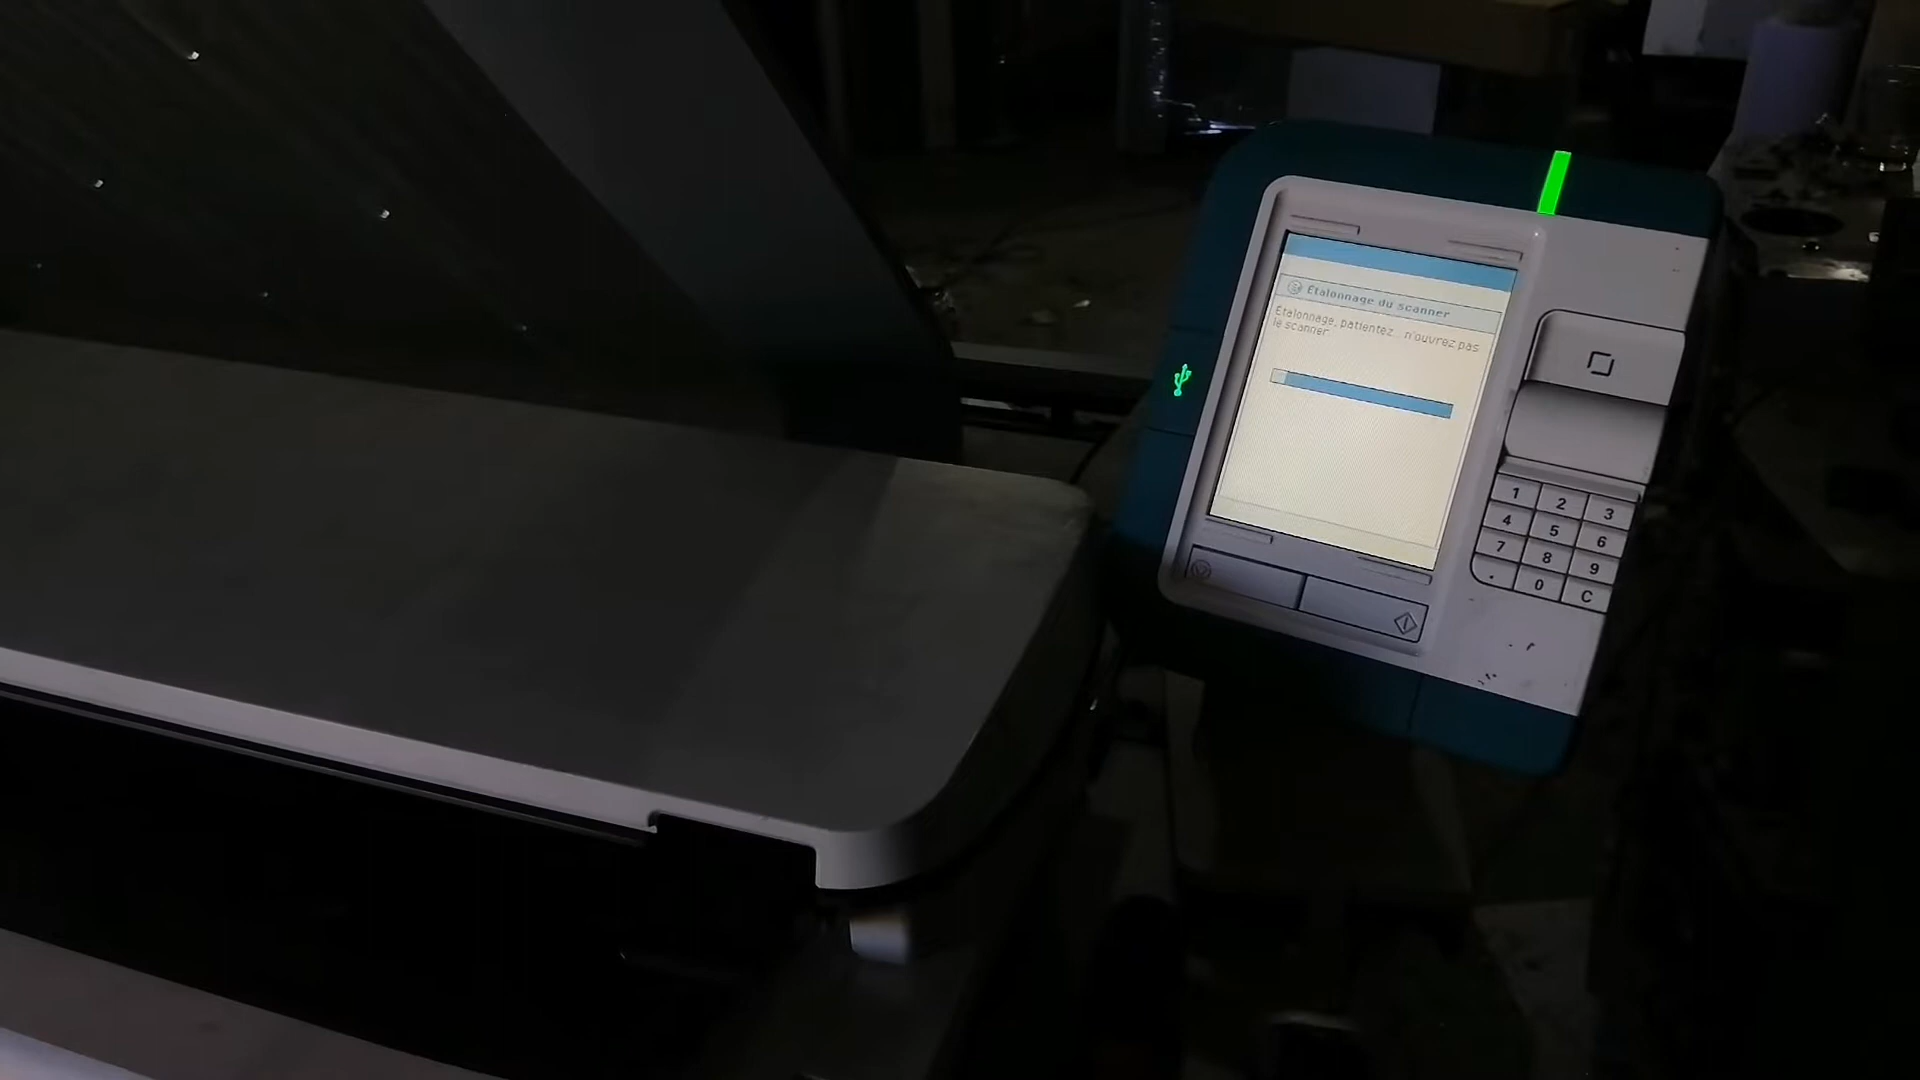 Étalonnage du scanner
Étalonnage, patientez... n'ouvrez pas
le scanner
1 2 3
4 5 6
7 8 9
. 0 C